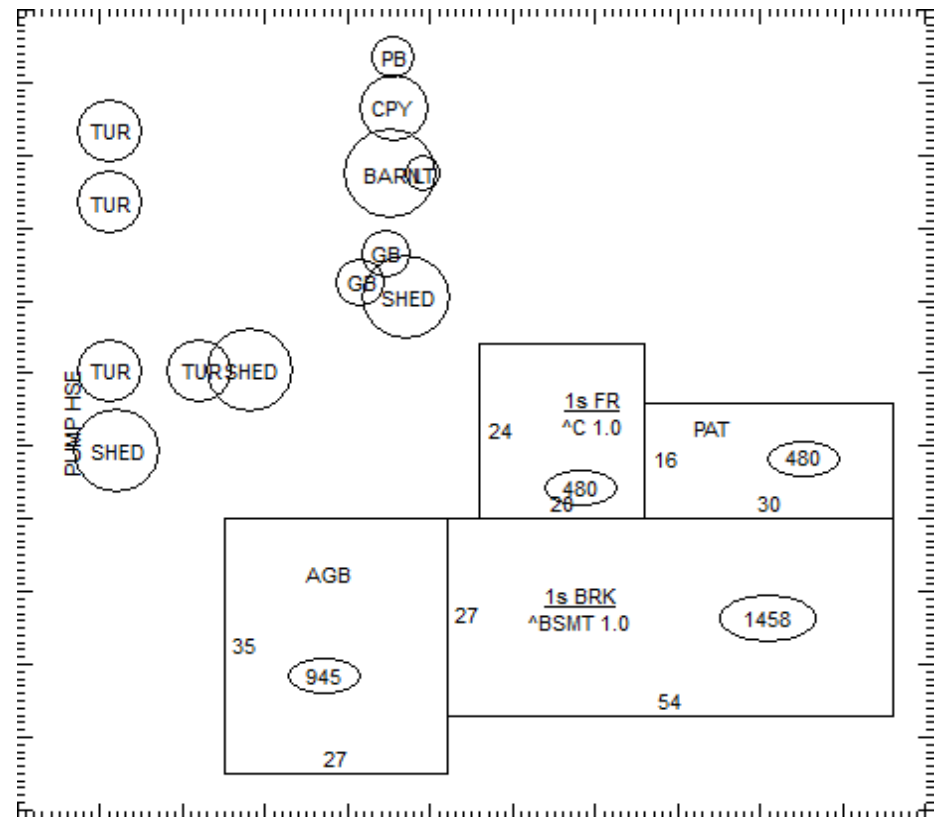 PB
CPY
TUR
BARN
LT
TUR
GB
GB
SHED
TUR
TUR
SHED
PUMP HSE
SHED
1s FR
^C 1.0
24
480
20
PAT
16
480
30
AGB
35
945
27
1s BRK
^BSMT 1.0
27
1458
54